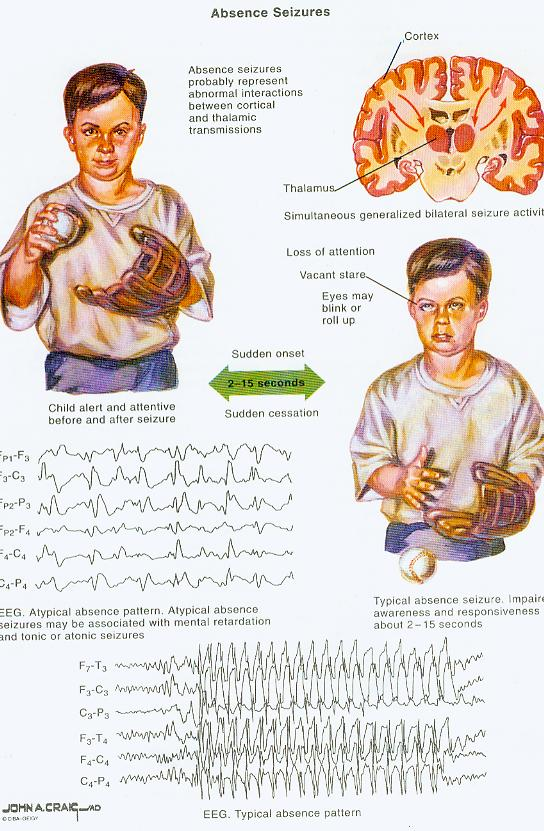 Absence Seizures
Absence seizures
probably represent
abnormal interactions
between cortical
and thalamic
transmissions
Cortex
Thalamus
Simultaneous generalized bilateral seizure activit
Loss of attention
Vacant stare
Eyes may
blink or
roll up
Sudden onset
2–15 seconds
Sudden cessation
Child alert and attentive
before and after seizure
FP1-F3
F3-C3
FP2-P3
FP2-F4
F4-C4
C4-P4
EEG. Atypical absence pattern. Atypical absence
seizures may be associated with mental retardation
and tonic or atonic seizures
Typical absence seizure. Impaire
awareness and responsiveness
about 2–15 seconds
F7-T3
F3-C3
C3-P3
F3-T4
F4-C4
C4-P4
EEG. Typical absence pattern
JOHN A. CRAIG MD
© CIBA-GEIGY